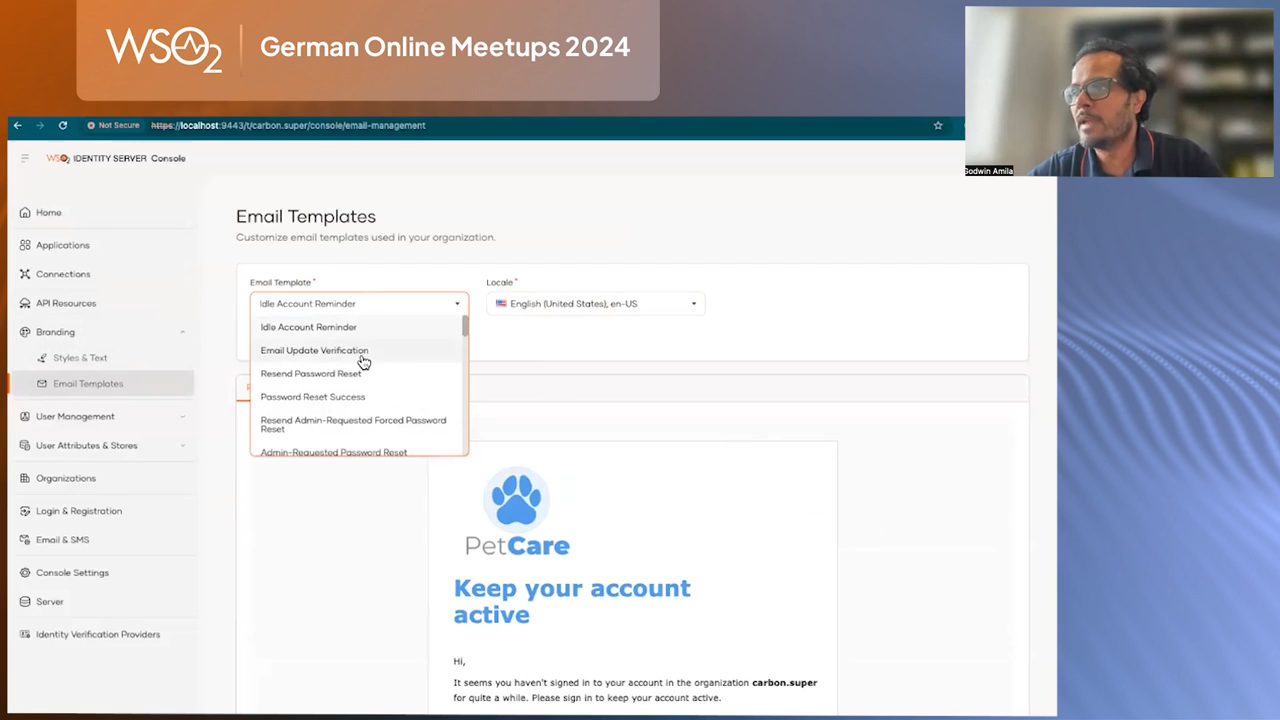 WSO2
German Online Meetups 2024
Not Secure
https://localhost:9443/t/carbon.super/console/email-management
Godwin Amila
WSO2 IDENTITY SERVER Console
Home
Applications
Connections
API Resources
Branding
Styles & Text
Email Templates
User Management
User Attributes & Stores
Organizations
Login & Registration
Email & SMS
Console Settings
Server
Identity Verification Providers
Email Templates
Customize email templates used in your organization.
Email Template *
Idle Account Reminder
Locale *
English (United States), en-US
Idle Account Reminder
Email Update Verification
Resend Password Reset
Password Reset Success
Resend Admin-Requested Forced Password
Reset
Admin-Requested Password Reset
PetCare
Keep your account
active
Hi,
It seems you haven't signed in to your account in the organization carbon.super
for quite a while. Please sign in to keep your account active.